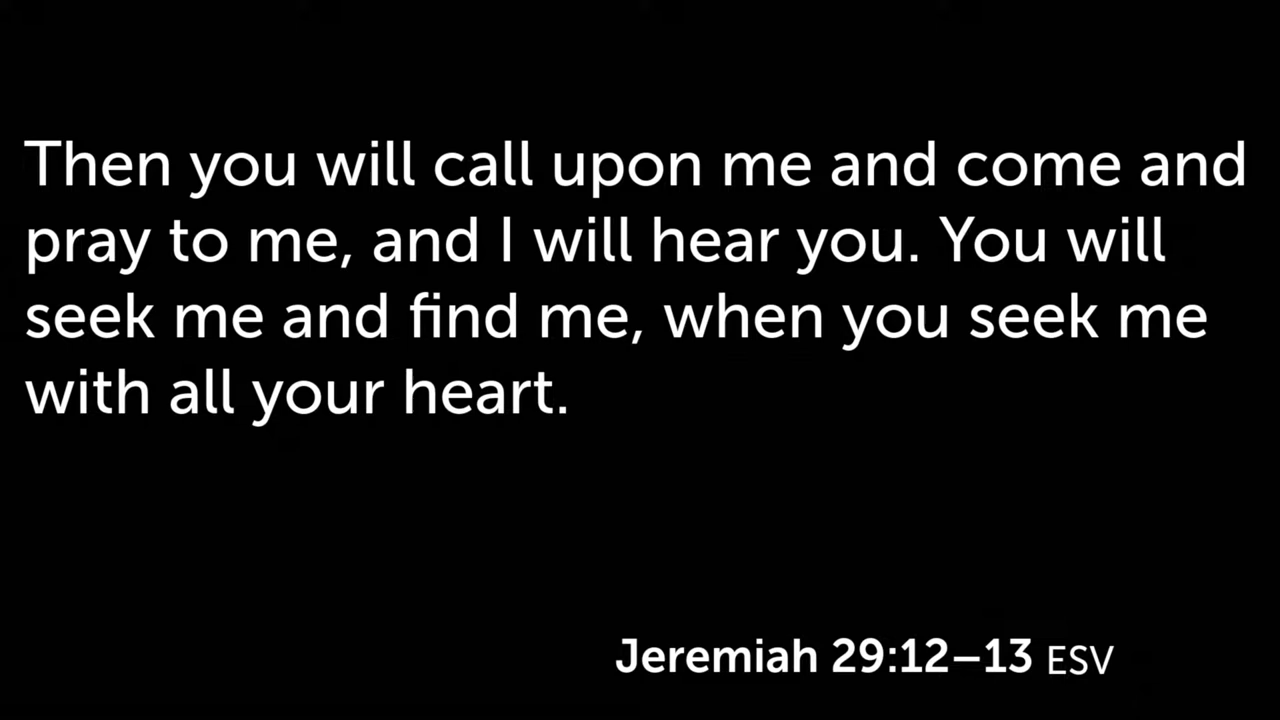 Then you will call upon me and come and
pray to me, and I will hear you. You will
seek me and find me, when you seek me
with all your heart.
Jeremiah 29:12–13 ESV